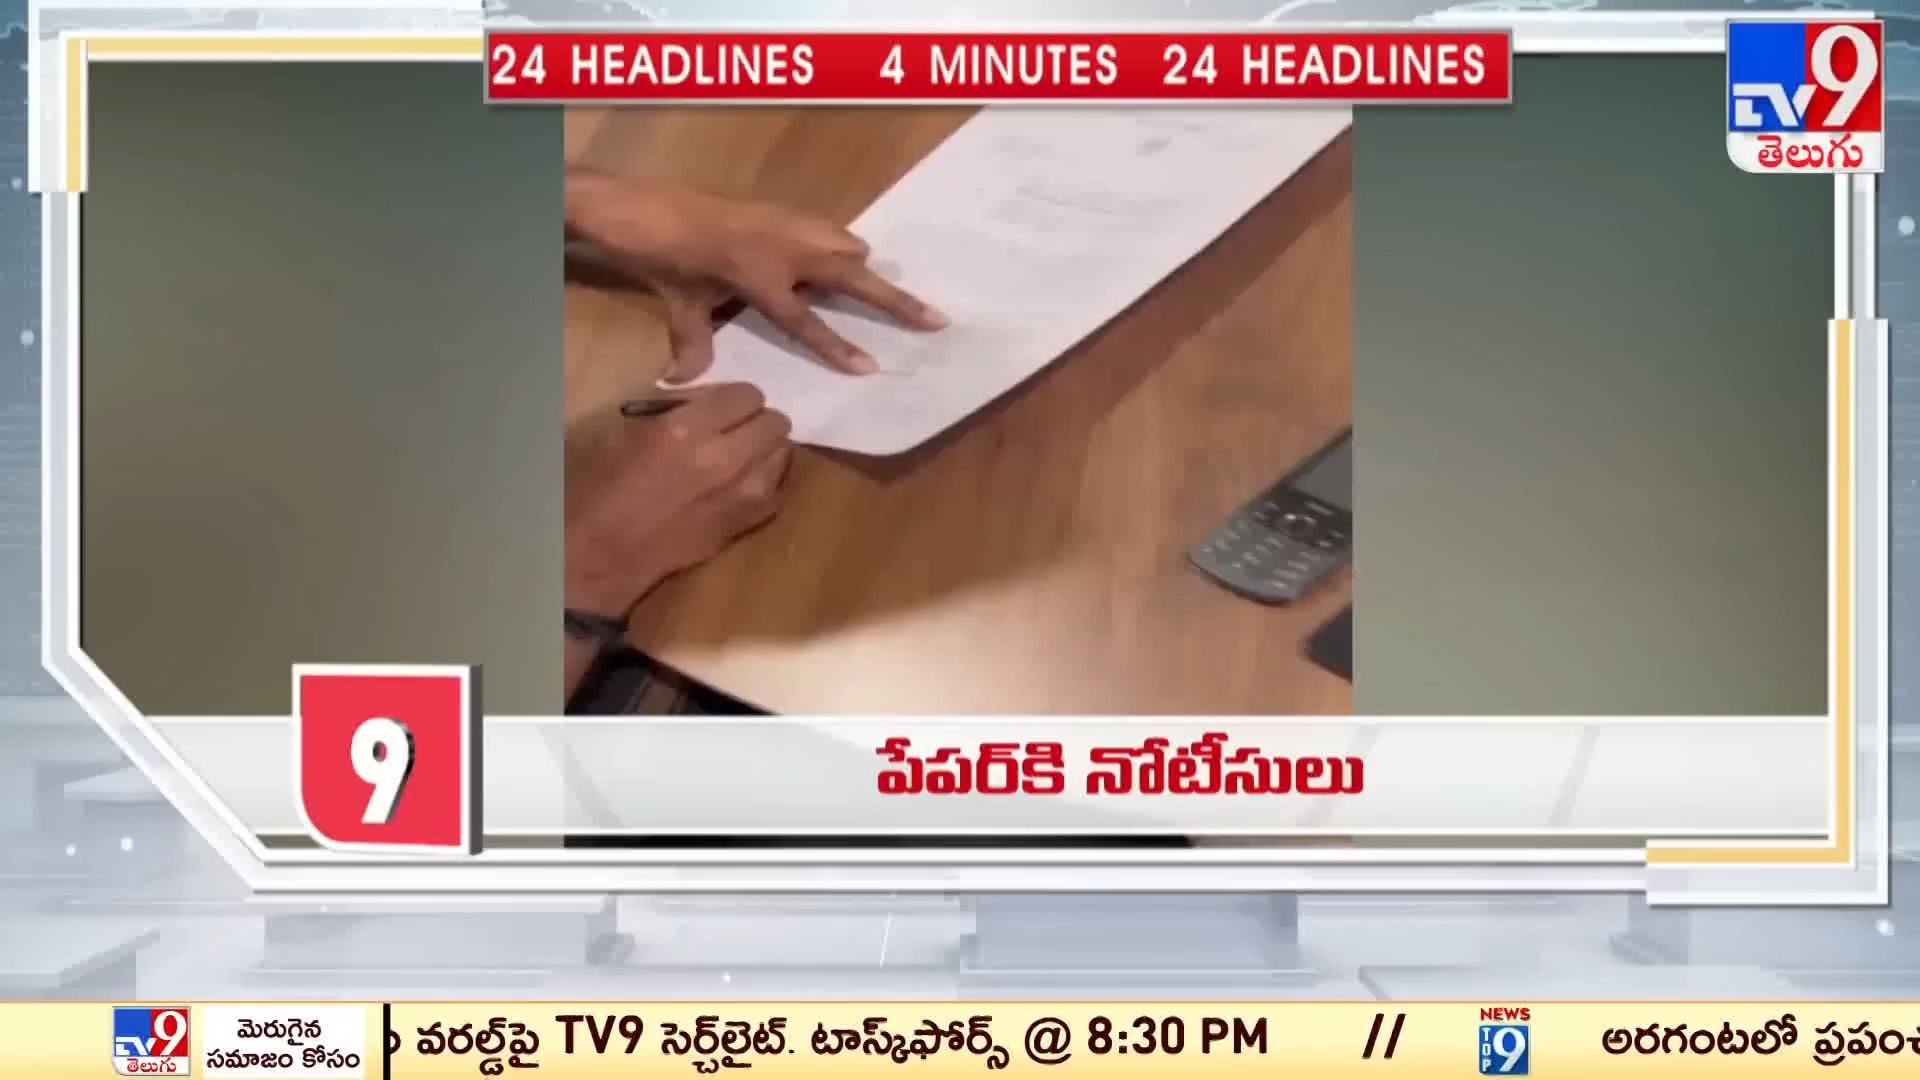 24 HEADLINES 4 MINUTES 24 HEADLINES
TV9
తెలుగు
9
పేపర్‌కి నోటీసులు
TV9
తెలుగు
మెరుగైన
సమాజం కోసం
వరల్డ్‌పై TV9 సెర్చ్‌లైట్. టాస్క్‌ఫోర్స్ @ 8:30 PM //
NEWS
TOP 9
అరగంటలో